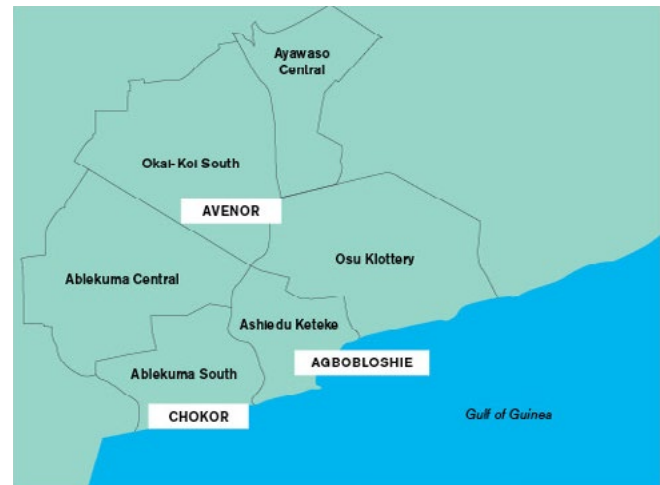 Ayawaso
Central
Okai-Koi South
AVENOR
Osu Klottery
Ablekuma Central
Ashiedu Keteke
AGBOBLOSHIE
Ablekuma South
CHOKOR
Gulf of Guinea